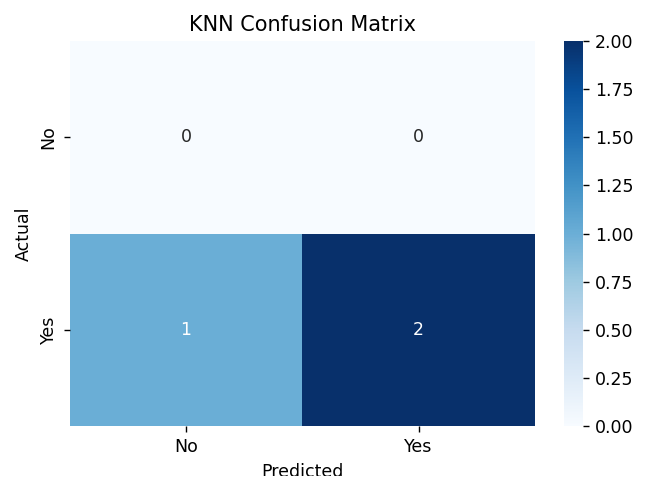 KNN Confusion Matrix
Actual
No
Yes
0 0
1 2
No Yes
Predicted
2.00
1.75
1.50
1.25
1.00
0.75
0.50
0.25
0.00